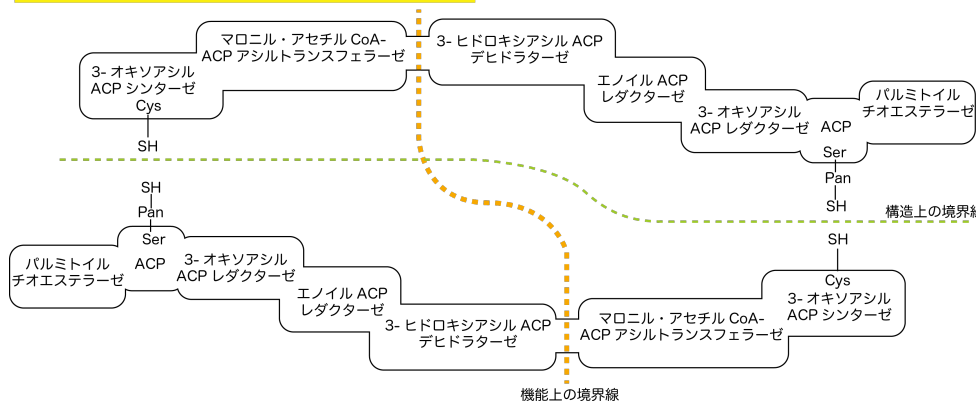 マロニル・アセチル CoA-
ACP アシルトランスフェラーゼ
3- ヒドロキシアシル ACP
デヒドラターゼ
3- オキソアシル
ACP シンターゼ
Cys
SH
エノイル ACP
レダクターゼ
3- オキソアシル
ACP レダクターゼ
ACP
Ser
Pan
SH
パルミトイル
チオエステラーゼ
構造上の境界線
SH
Pan
Ser
ACP
パルミトイル
チオエステラーゼ
3- オキソアシル
ACP レダクターゼ
エノイル ACP
レダクターゼ
3- ヒドロキシアシル ACP
デヒドラターゼ
マロニル・アセチル CoA-
ACP アシルトランスフェラーゼ
SH
Cys
3- オキソアシル
ACP シンターゼ
機能上の境界線